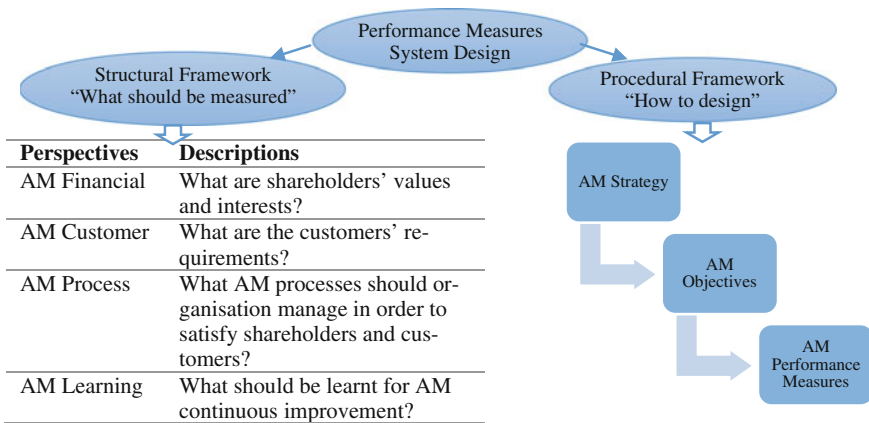 Performance Measures
System Design
Structural Framework
“What should be measured”
Procedural Framework
“How to design”
Perspectives Descriptions
AM Financial What are shareholders’ values
and interests?
AM Customer What are the customers’ re-
quirements?
AM Process What AM processes should or-
ganisation manage in order to
satisfy shareholders and cus-
tomers?
AM Learning What should be learnt for AM
continuous improvement?
AM Strategy
AM
Objectives
AM
Performance
Measures